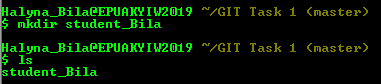 Halyna_Bila@EPUAKYIW2019 ~/GIT Task 1 (master)
$ mkdir student_Bila
Halyna_Bila@EPUAKYIW2019 ~/GIT Task 1 (master)
$ ls
student_Bila